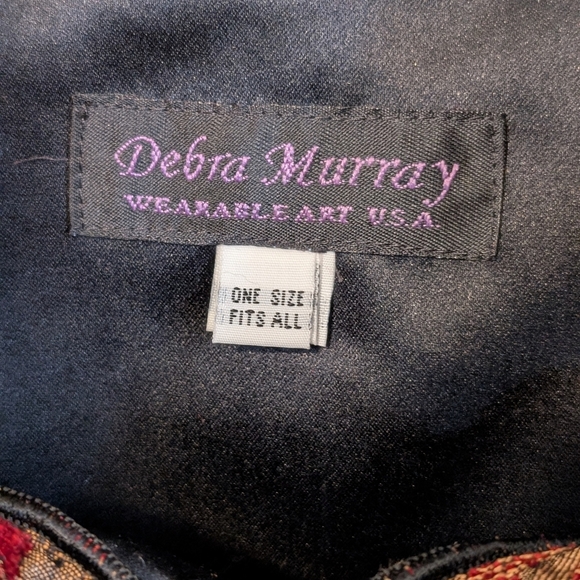 Debra Murray
WEARABLE ART U.S.A.
ONE SIZE
FITS ALL